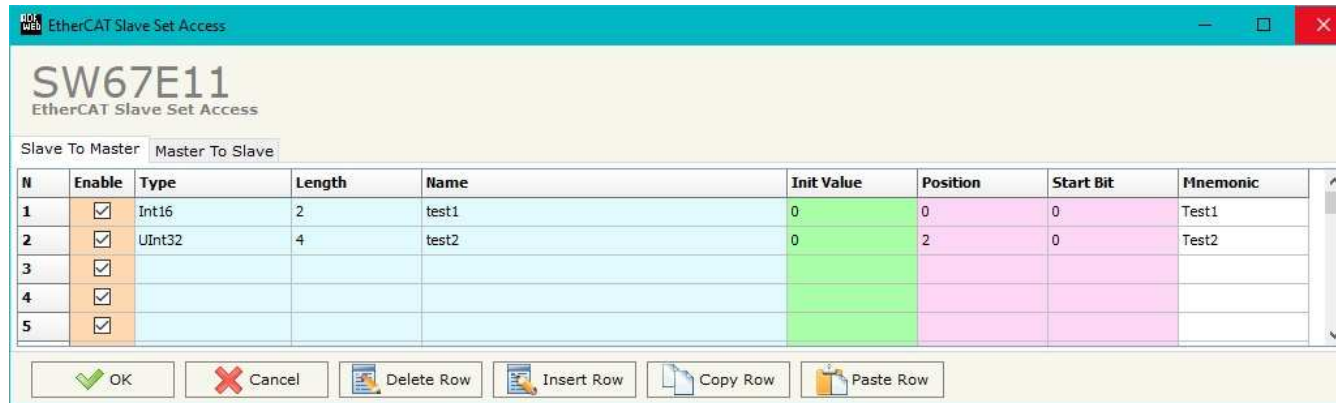 ADF WEB EtherCAT Slave Set Access
SW67E11
EtherCAT Slave Set Access
Slave To Master Master To Slave
N Enable Type Length Name Init Value Position Start Bit Mnemonic
1 Int16 2 test1 0 0 0 Test1
2 UInt32 4 test2 0 2 0 Test2
3
4
5
OK Cancel Delete Row Insert Row Copy Row Paste Row